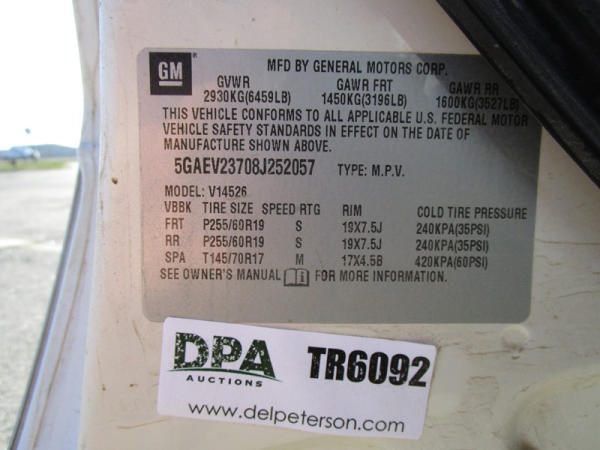 GM
MFD BY GENERAL MOTORS CORP.
GVWR GAWR FRT GAWR RR
2930KG(6459LB) 1450KG(3196LB) 1600KG(3527LB)
THIS VEHICLE CONFORMS TO ALL APPLICABLE U.S. FEDERAL MOTOR
VEHICLE SAFETY STANDARDS IN EFFECT ON THE DATE OF
MANUFACTURE SHOWN ABOVE.
5GAEV23708J252057 TYPE: M.P.V.
MODEL: V14526
VBBK TIRE SIZE SPEED RTG RIM COLD TIRE PRESSURE
FRT P255/60R19 S 19X7.5J 240KPA(35PSI)
RR P255/60R19 S 19X7.5J 240KPA(35PSI)
SPA T145/70R17 M 17X4.5B 420KPA(60PSI)
SEE OWNER'S MANUAL FOR MORE INFORMATION.
DPA
AUCTIONS
TR6092
www.delpeterson.com